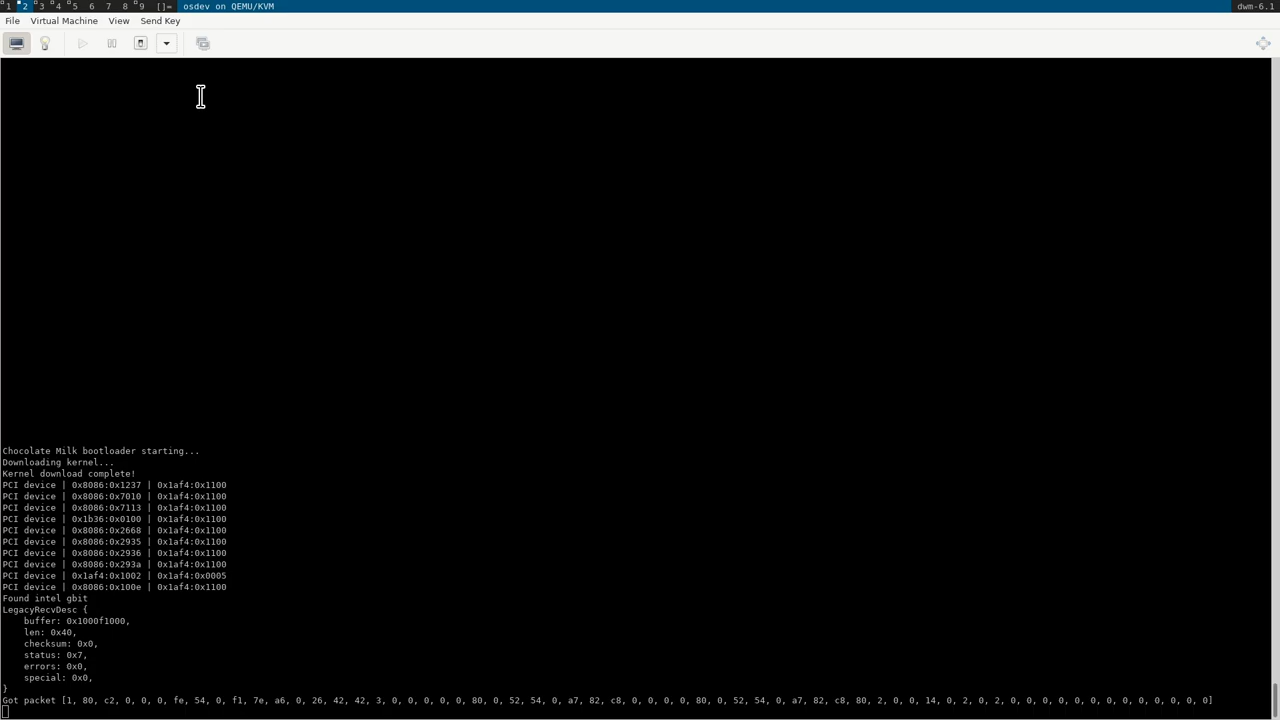 1 2 3 4 5 6 7 8 9 []= osdev on QEMU/KVM dwm-6.1
File Virtual Machine View Send Key
Chocolate Milk bootloader starting...
Downloading kernel...
Kernel download complete!
PCI device | 0x8086:0x1237 | 0x1af4:0x1100
PCI device | 0x8086:0x7010 | 0x1af4:0x1100
PCI device | 0x8086:0x7113 | 0x1af4:0x1100
PCI device | 0x1b36:0x0100 | 0x1af4:0x1100
PCI device | 0x8086:0x2668 | 0x1af4:0x1100
PCI device | 0x8086:0x2935 | 0x1af4:0x1100
PCI device | 0x8086:0x2936 | 0x1af4:0x1100
PCI device | 0x8086:0x293a | 0x1af4:0x1100
PCI device | 0x1af4:0x1002 | 0x1af4:0x0005
PCI device | 0x8086:0x100e | 0x1af4:0x1100
Found intel gbit
LegacyRecvDesc {
    buffer: 0x1000f1000,
    len: 0x40,
    checksum: 0x0,
    status: 0x7,
    errors: 0x0,
    special: 0x0,
}
Got packet [1, 80, c2, 0, 0, 0, fe, 54, 0, f1, 7e, a6, 0, 26, 42, 42, 3, 0, 0, 0, 0, 0, 80, 0, 52, 54, 0, a7, 82, c8, 0, 0, 0, 0, 80, 0, 52, 54, 0, a7, 82, c8, 80, 2, 0, 0, 14, 0, 2, 0, 2, 0, 0, 0, 0, 0, 0, 0, 0, 0, 0, 0, 0, 0]